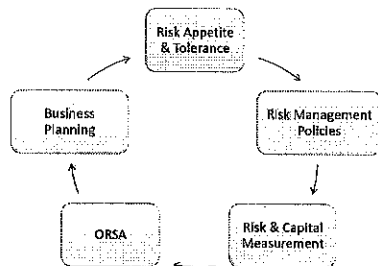 Risk Appetite
& Tolerance
Risk Management
Policies
Risk & Capital
Measurement
ORSA
Business
Planning